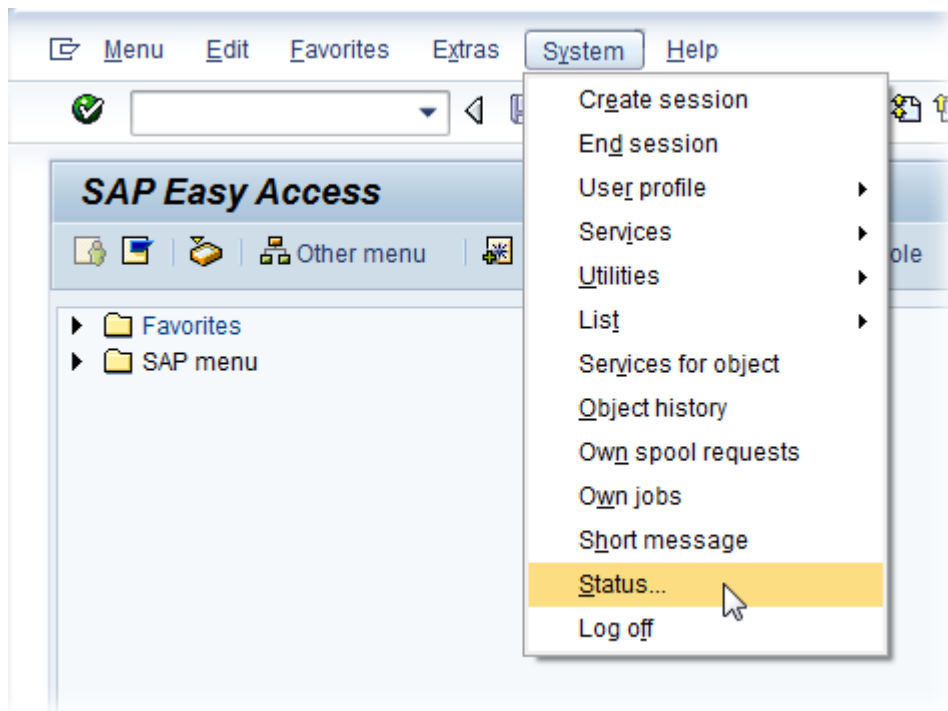 Menu Edit Favorites Extras System Help
Create session
End session
SAP Easy Access
User profile
Services
Other menu ole
Utilities
Favorites
List
SAP menu
Services for object
Object history
Own spool requests
Own jobs
Short message
Status...
Log off